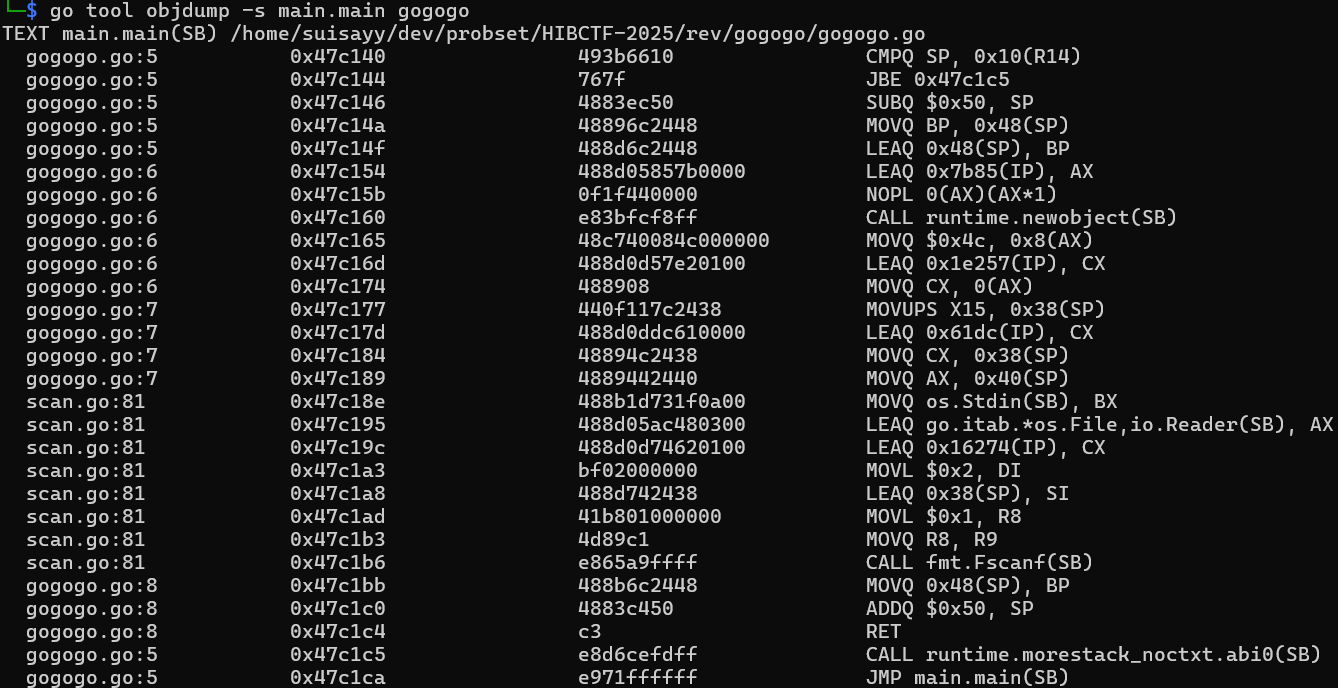 └─$ go tool objdump -s main.main gogogo
TEXT main.main(SB) /home/suisayy/dev/probset/HIBCTF-2025/rev/gogogo/gogogo.go
  gogogo.go:5           0x47c140                493b6610                CMPQ SP, 0x10(R14)
  gogogo.go:5           0x47c144                767f                    JBE 0x47c1c5
  gogogo.go:5           0x47c146                4883ec50                SUBQ $0x50, SP
  gogogo.go:5           0x47c14a                48896c2448              MOVQ BP, 0x48(SP)
  gogogo.go:5           0x47c14f                488d6c2448              LEAQ 0x48(SP), BP
  gogogo.go:6           0x47c154                488d05857b0000          LEAQ 0x7b85(IP), AX
  gogogo.go:6           0x47c15b                0f1f440000              NOPL 0(AX)(AX*1)
  gogogo.go:6           0x47c160                e83bfcf8ff              CALL runtime.newobject(SB)
  gogogo.go:6           0x47c165                48c740084c000000        MOVQ $0x4c, 0x8(AX)
  gogogo.go:6           0x47c16d                488d0d57e20100          LEAQ 0x1e257(IP), CX
  gogogo.go:6           0x47c174                488908                  MOVQ CX, 0(AX)
  gogogo.go:7           0x47c177                440f117c2438            MOVUPS X15, 0x38(SP)
  gogogo.go:7           0x47c17d                488d0ddc610000          LEAQ 0x61dc(IP), CX
  gogogo.go:7           0x47c184                48894c2438              MOVQ CX, 0x38(SP)
  gogogo.go:7           0x47c189                4889442440              MOVQ AX, 0x40(SP)
  scan.go:81            0x47c18e                488b1d731f0a00          MOVQ os.Stdin(SB), BX
  scan.go:81            0x47c195                488d05ac480300          LEAQ go.itab.*os.File,io.Reader(SB), AX
  scan.go:81            0x47c19c                488d0d74620100          LEAQ 0x16274(IP), CX
  scan.go:81            0x47c1a3                bf02000000              MOVL $0x2, DI
  scan.go:81            0x47c1a8                488d742438              LEAQ 0x38(SP), SI
  scan.go:81            0x47c1ad                41b801000000            MOVL $0x1, R8
  scan.go:81            0x47c1b3                4d89c1                  MOVQ R8, R9
  scan.go:81            0x47c1b6                e865a9ffff              CALL fmt.Fscanf(SB)
  gogogo.go:8           0x47c1bb                488b6c2448              MOVQ 0x48(SP), BP
  gogogo.go:8           0x47c1c0                4883c450                ADDQ $0x50, SP
  gogogo.go:8           0x47c1c4                c3                      RET
  gogogo.go:5           0x47c1c5                e8d6cefdff              CALL runtime.morestack_noctxt.abi0(SB)
  gogogo.go:5           0x47c1ca                e971ffffff              JMP main.main(SB)